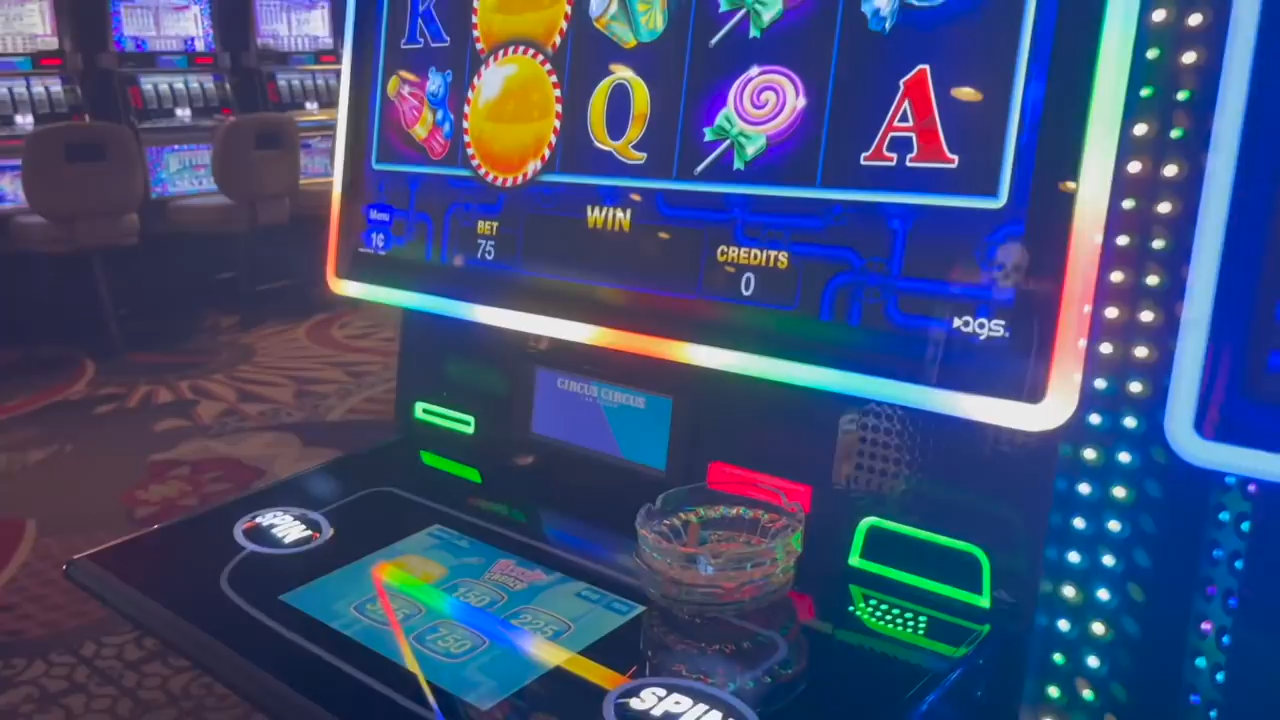 K
Q
A
Menu
1¢
BET
75
WIN
CREDITS
0
ags.
CIRCUS CIRCUS
SPIN
150
225
750
SPIN